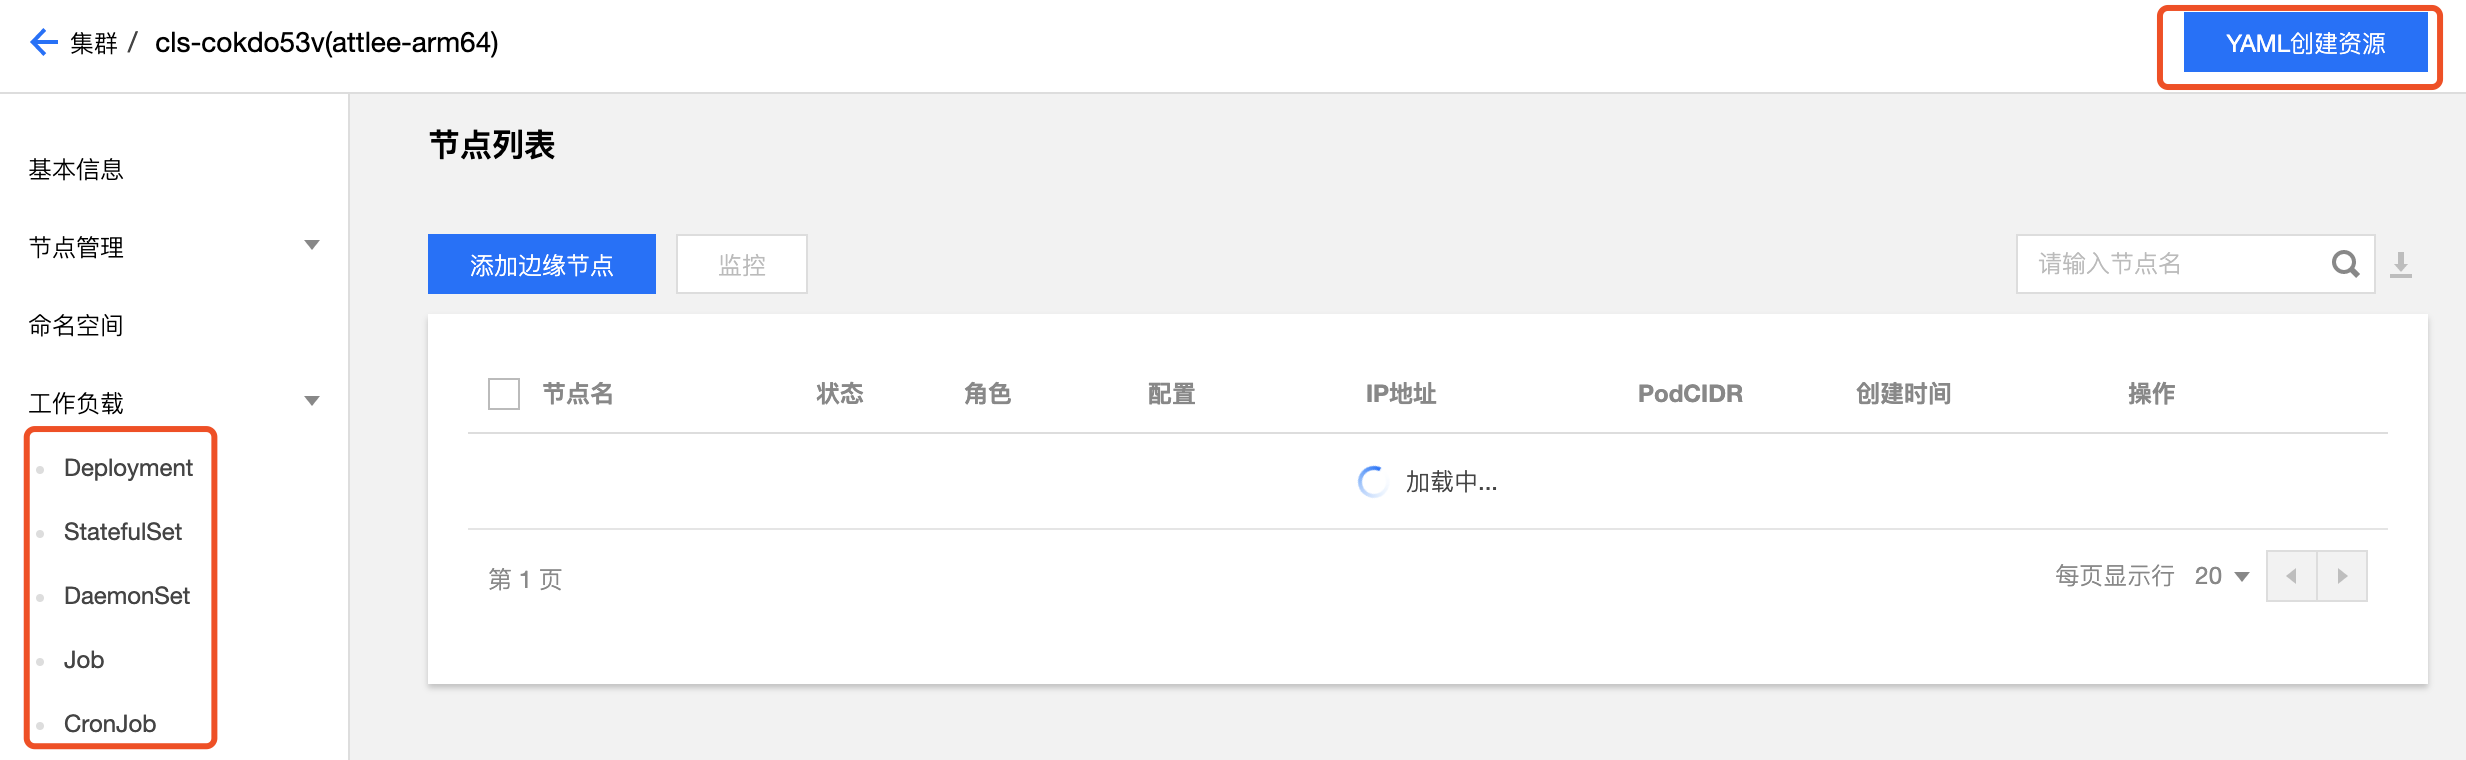 集群 / cls-cokdo53v(attlee-arm64)
YAML创建资源
基本信息
节点管理
命名空间
工作负载
Deployment
StatefulSet
DaemonSet
Job
CronJob
节点列表
添加边缘节点 监控 请输入节点名
节点名 状态 角色 配置 IP地址 PodCIDR 创建时间 操作
加载中...
第 1 页 每页显示行 20